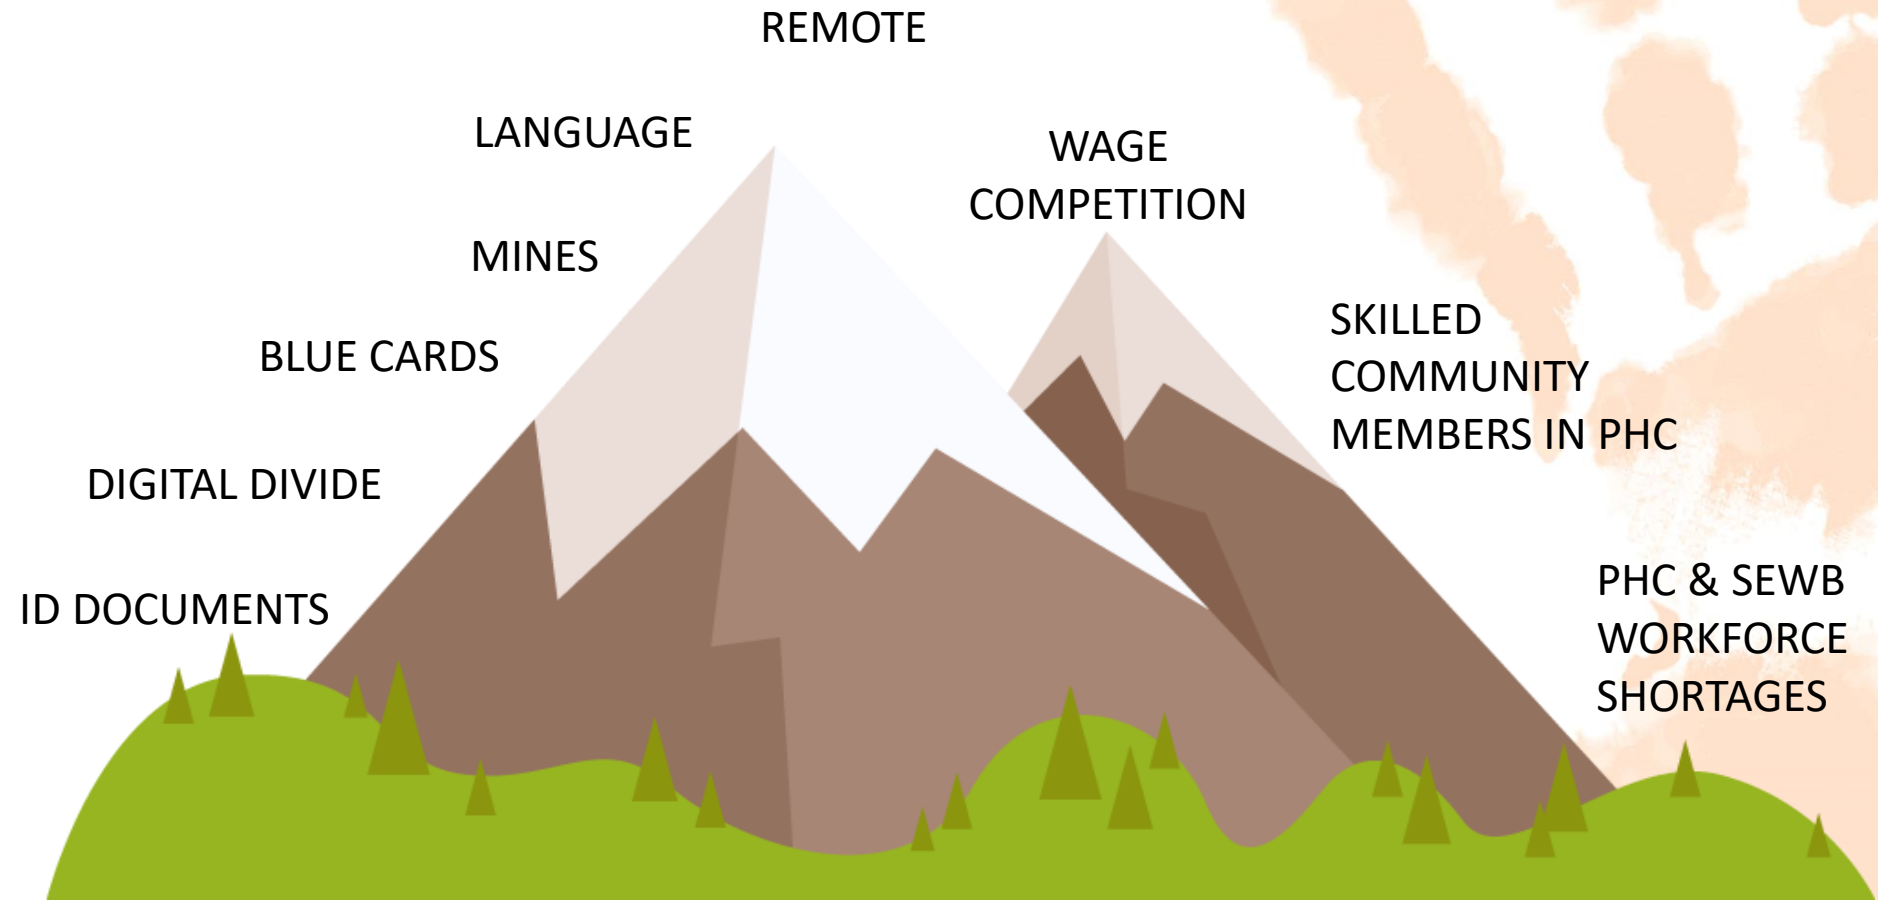 REMOTE
LANGUAGE
WAGE
COMPETITION
MINES
BLUE CARDS
SKILLED
COMMUNITY
MEMBERS IN PHC
DIGITAL DIVIDE
ID DOCUMENTS
PHC & SEWB
WORKFORCE
SHORTAGES